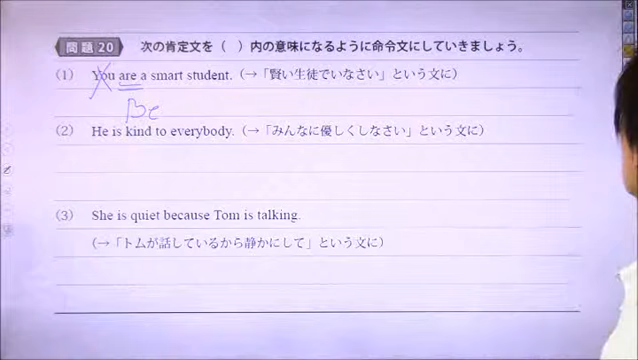 問題20 次の肯定文を（ ）内の意味になるように命令文にしていきましょう。
(1) You are a smart student. (→「賢い生徒でいなさい」という文に)
Be
(2) He is kind to everybody. (→「みんなに優しくしなさい」という文に)
(3) She is quiet because Tom is talking.
(→「トムが話しているから静かにして」という文に)